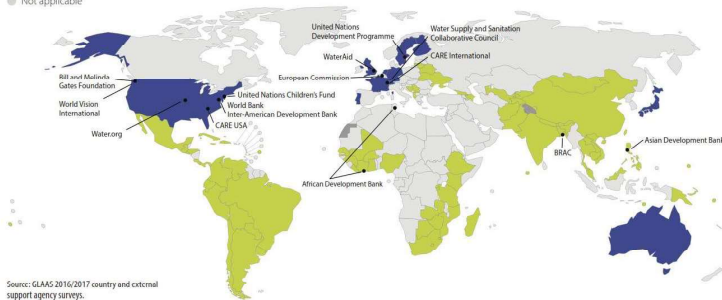 Not applicable
United Nations
Development Programme
Water Supply and Sanitation
Collaborative Council
WaterAid
CARE International
European Commission
Bill and Melinda
Gates Foundation
United Nations Children's Fund
World Vision
International
World Bank
Inter-American Development Bank
Water.org
CARE USA
African Development Bank
BRAC
Asian Development Bank
Source: GLAAS 2016/2017 country and external
support agency surveys.